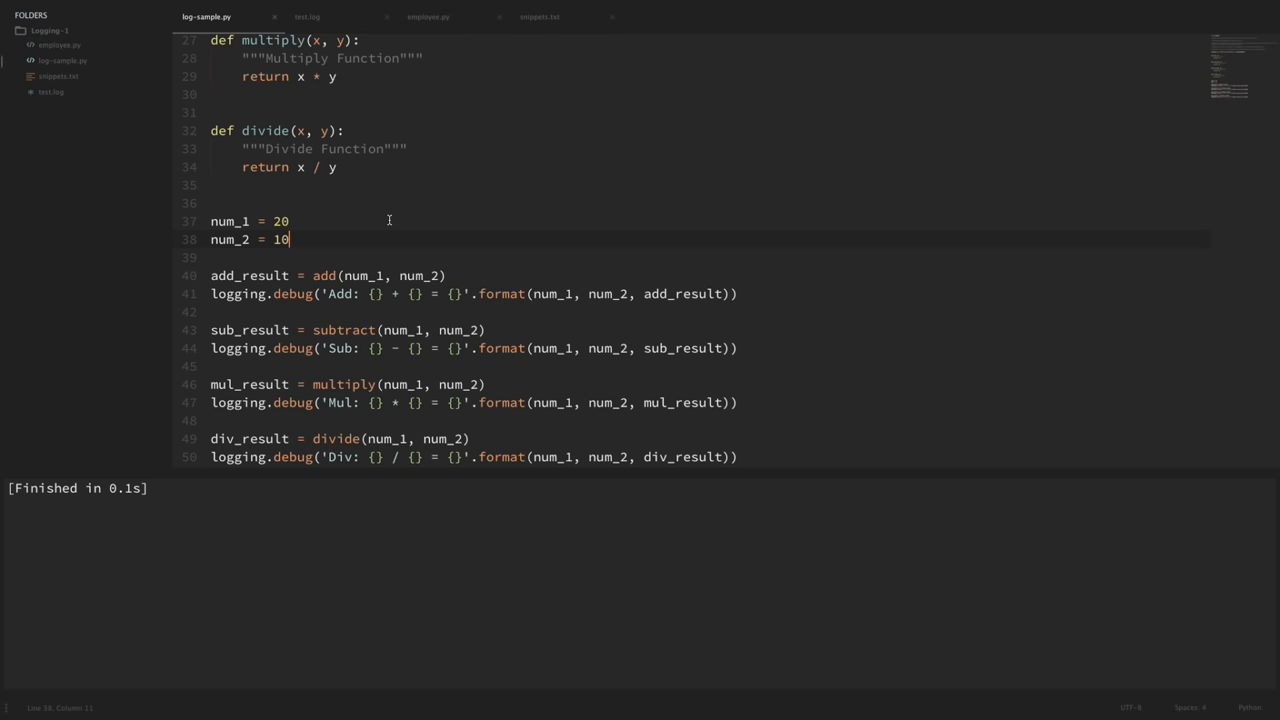 FOLDERS
Logging-1
employee.py
log-sample.py
snippets.txt
test.log
log-sample.py
test.log
employee.py
snippets.txt
27 def multiply(x, y):
28     """Multiply Function"""
29     return x * y
30
31
32 def divide(x, y):
33     """Divide Function"""
34     return x / y
35
36
37 num_1 = 20
38 num_2 = 10
39
40 add_result = add(num_1, num_2)
41 logging.debug('Add: {} + {} = {}'.format(num_1, num_2, add_result))
42
43 sub_result = subtract(num_1, num_2)
44 logging.debug('Sub: {} - {} = {}'.format(num_1, num_2, sub_result))
45
46 mul_result = multiply(num_1, num_2)
47 logging.debug('Mul: {} * {} = {}'.format(num_1, num_2, mul_result))
48
49 div_result = divide(num_1, num_2)
50 logging.debug('Div: {} / {} = {}'.format(num_1, num_2, div_result))
[Finished in 0.1s]
Line 38, Column 11
UTF-8
Spaces: 4
Python